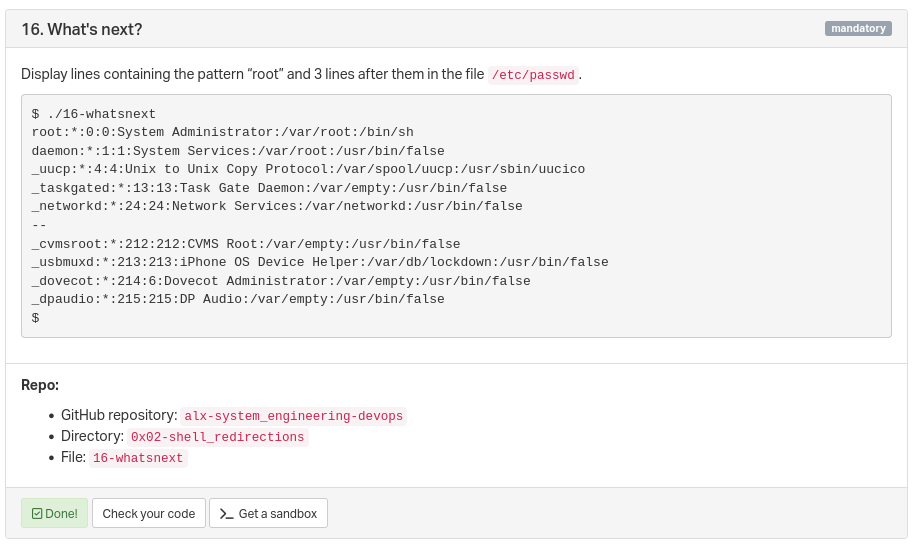 16. What's next?
mandatory
Display lines containing the pattern “root” and 3 lines after them in the file /etc/passwd.
$ ./16-whatsnext
root:*:0:0:System Administrator:/var/root:/bin/sh
daemon:*:1:1:System Services:/var/root:/usr/bin/false
_uucp:*:4:4:Unix to Unix Copy Protocol:/var/spool/uucp:/usr/sbin/uucico
_taskgated:*:13:13:Task Gate Daemon:/var/empty:/usr/bin/false
_networkd:*:24:24:Network Services:/var/networkd:/usr/bin/false
--
_cvmsroot:*:212:212:CVMS Root:/var/empty:/usr/bin/false
_usbmuxd:*:213:213:iPhone OS Device Helper:/var/db/lockdown:/usr/bin/false
_dovecot:*:214:6:Dovecot Administrator:/var/empty:/usr/bin/false
_dpaudio:*:215:215:DP Audio:/var/empty:/usr/bin/false
$
Repo:
• GitHub repository: alx-system_engineering-devops
• Directory: 0x02-shell_redirections
• File: 16-whatsnext
Done!
Check your code
Get a sandbox